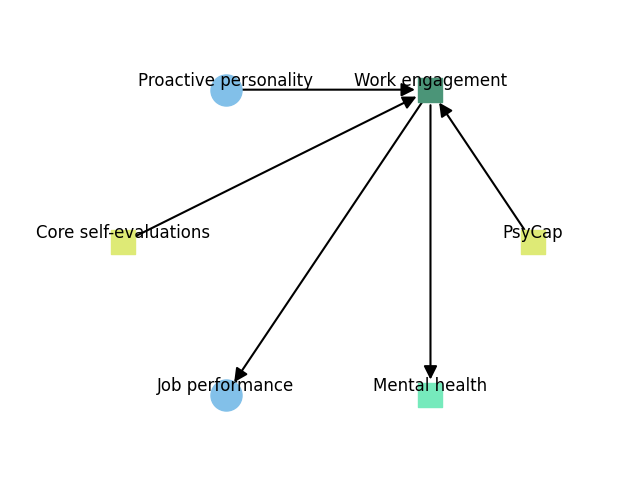 Proactive personality
Work engagement
Core self-evaluations
PsyCap
Job performance
Mental health